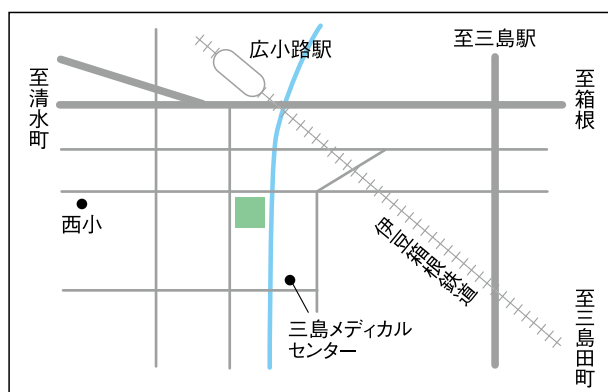 広小路駅
至三島駅
至清水町
至箱根
西小
伊豆箱根鉄道
三島メディカル
センター
至三島田町